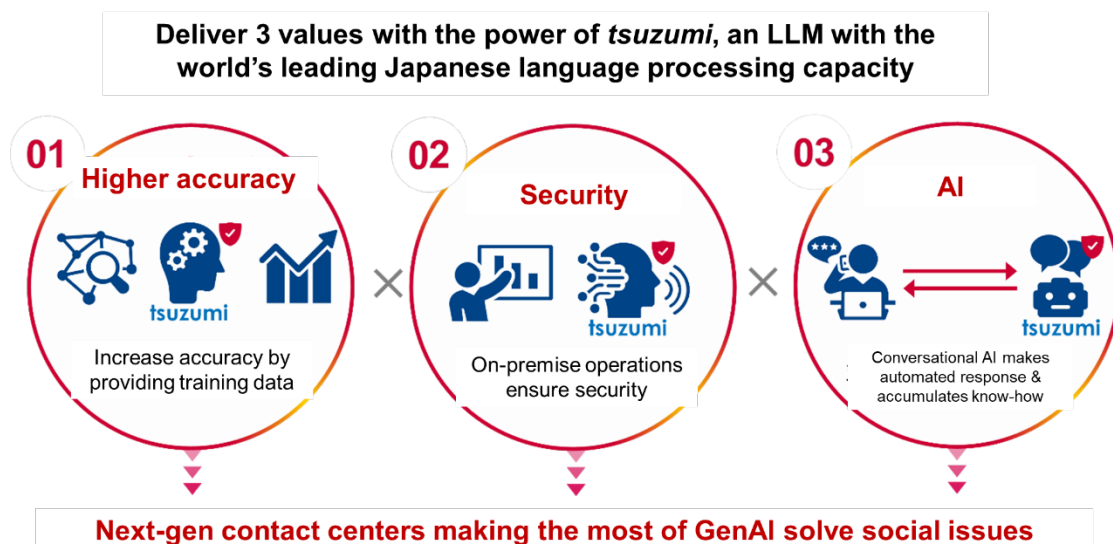 Deliver 3 values with the power of tsuzumi, an LLM with the
world's leading Japanese language processing capacity
01
Higher accuracy
tsuzumi
Increase accuracy by
providing training data
02
Security
tsuzumi
On-premise operations
ensure security
03
AI
tsuzumi
Conversational AI makes
automated response &
accumulates know-how
Next-gen contact centers making the most of GenAI solve social issues